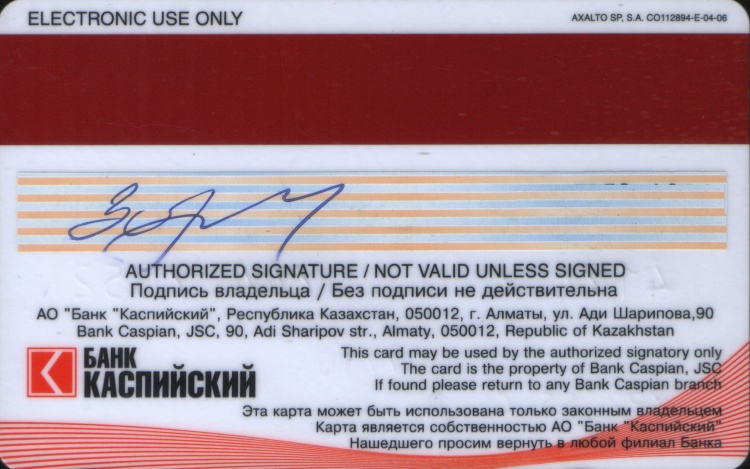 ELECTRONIC USE ONLY
AXALTO SP, S.A. CO112894-E-04-06
AUTHORIZED SIGNATURE / NOT VALID UNLESS SIGNED
Подпись владельца / Без подписи не действительна
АО "Банк "Каспийский", Республика Казахстан, 050012, г. Алматы, ул. Ади Шарипова,90
Bank Caspian, JSC, 90, Adi Sharipov str., Almaty, 050012, Republic of Kazakhstan
БАНК
КАСПИЙСКИЙ
This card may be used by the authorized signatory only
The card is the property of Bank Caspian, JSC
If found please return to any Bank Caspian branch
Эта карта может быть использована только законным владельцем
Карта является собственностью АО "Банк "Каспийский"
Нашедшего просим вернуть в любой филиал Банка